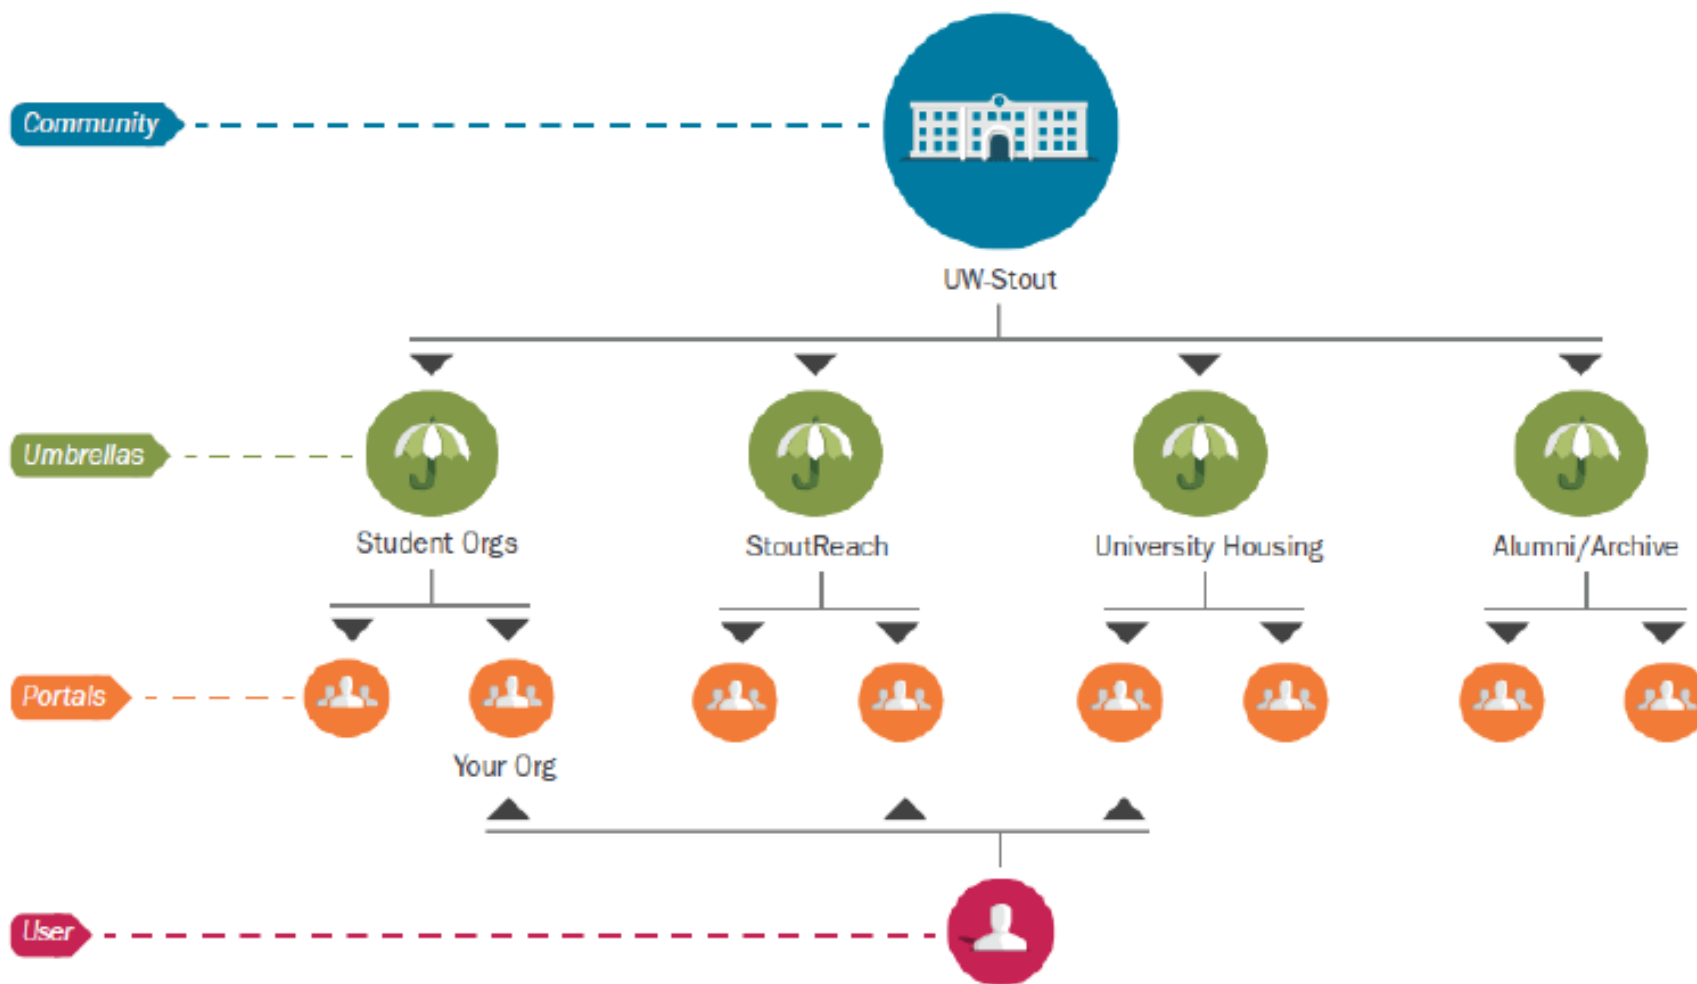 Community
UW-Stout
Umbrellas
Student Orgs
StoutReach
University Housing
Alumni/Archive
Portals
Your Org
User